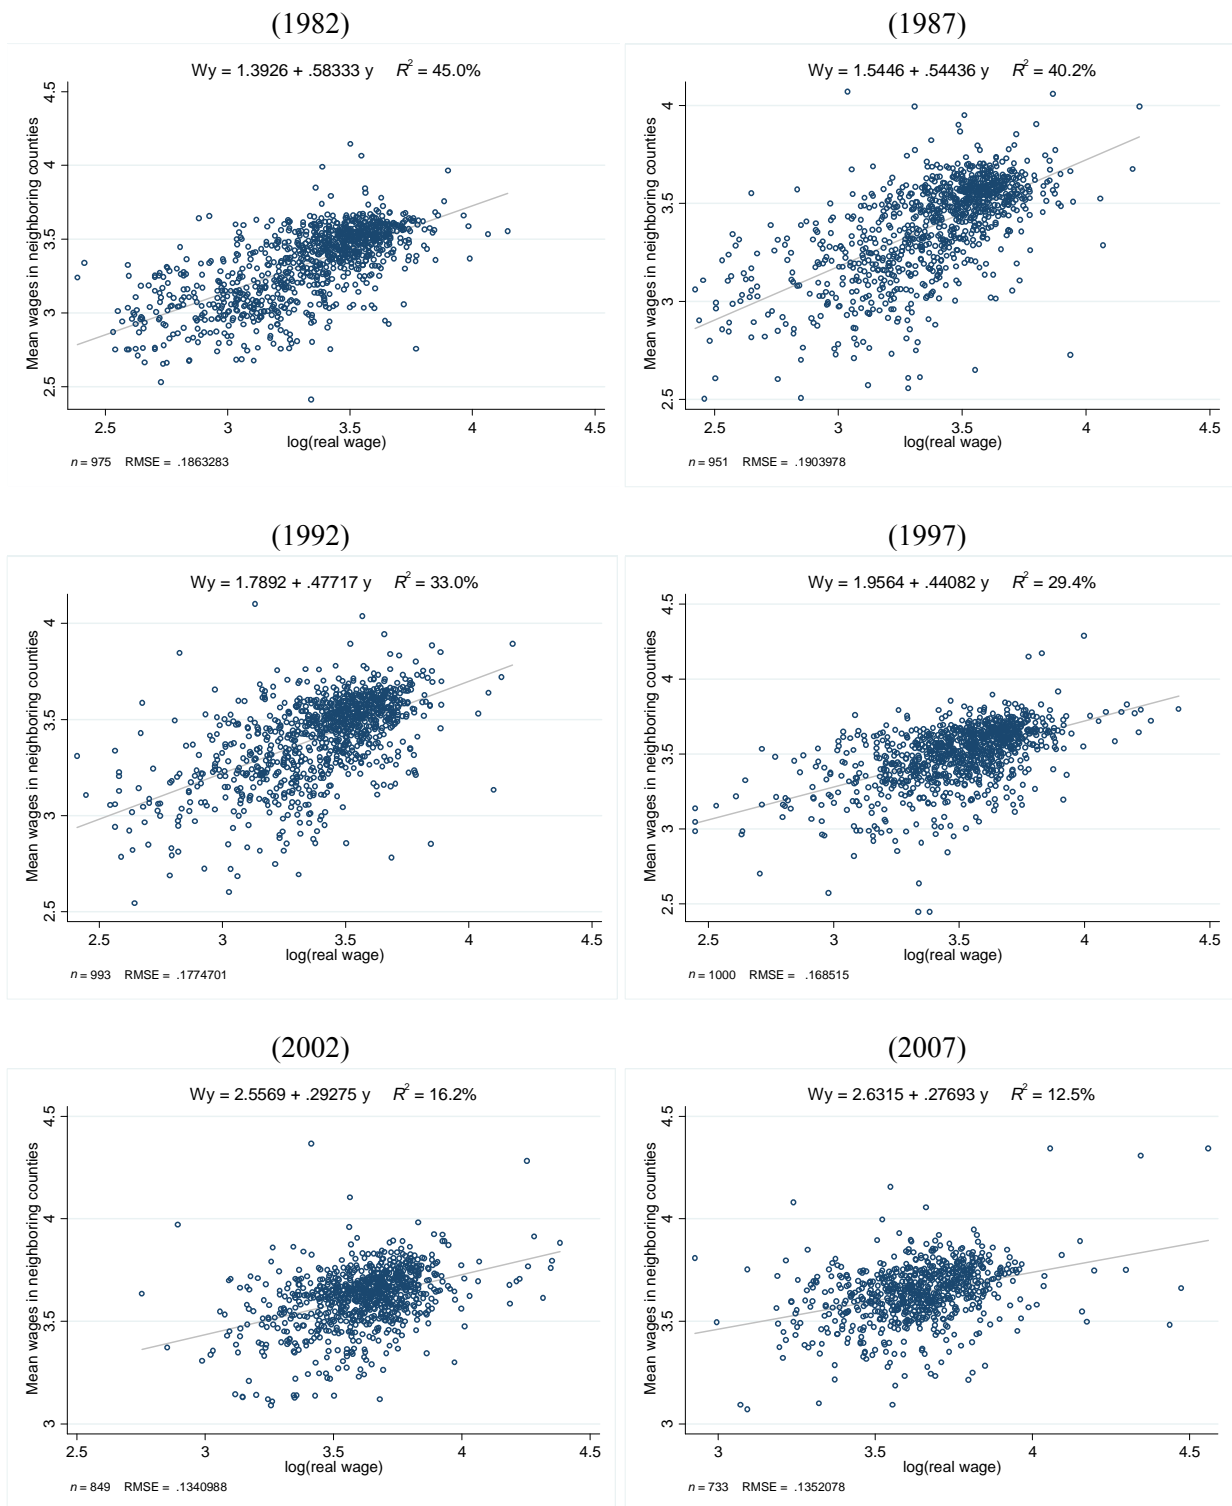 (1982)
Wy = 1.3926 + .58333 y R² = 45.0%
Mean wages in neighboring counties
4.5
4
3.5
3
2.5
2.5 3 3.5 4 4.5
log(real wage)
n = 975 RMSE = .1863283
(1987)
Wy = 1.5446 + .54436 y R² = 40.2%
Mean wages in neighboring counties
4
3.5
3
2.5
2.5 3 3.5 4 4.5
log(real wage)
n = 951 RMSE = .1903978
(1992)
Wy = 1.7892 + .47717 y R² = 33.0%
Mean wages in neighboring counties
4
3.5
3
2.5
2.5 3 3.5 4 4.5
log(real wage)
n = 993 RMSE = .1774701
(1997)
Wy = 1.9564 + .44082 y R² = 29.4%
Mean wages in neighboring counties
4.5
4
3.5
3
2.5
2.5 3 3.5 4 4.5
log(real wage)
n = 1000 RMSE = .168515
(2002)
Wy = 2.5569 + .29275 y R² = 16.2%
Mean wages in neighboring counties
4.5
4
3.5
3
2.5 3 3.5 4 4.5
log(real wage)
n = 849 RMSE = .1340988
(2007)
Wy = 2.6315 + .27693 y R² = 12.5%
Mean wages in neighboring counties
4.5
4
3.5
3
3 3.5 4 4.5
log(real wage)
n = 733 RMSE = .1352078